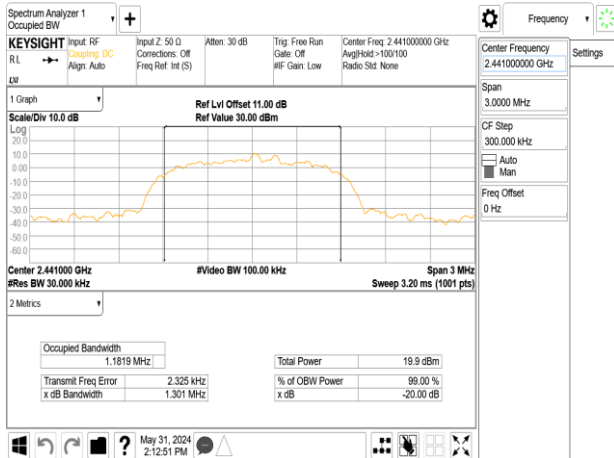 Spectrum Analyzer 1
Occupied BW
+
Frequency
KEYSIGHT
RL
LXI
Input: RF
Coupling: DC
Align: Auto
Input Z: 50 Ω
Corrections: Off
Freq Ref: Int (S)
Atten: 30 dB
Trig: Free Run
Gate: Off
#IF Gain: Low
Center Freq: 2.441000000 GHz
Avg|Hold:>100/100
Radio Std: None
Center Frequency
2.441000000 GHz
Settings
Span
3.0000 MHz
CF Step
300.000 kHz
Auto
Man
Freq Offset
0 Hz
1 Graph
Scale/Div 10.0 dB
Ref Lvl Offset 11.00 dB
Ref Value 30.00 dBm
Log
20.0
10.0
0.00
-10.0
-20.0
-30.0
-40.0
-50.0
-60.0
Center 2.441000 GHz
#Res BW 30.000 kHz
#Video BW 100.00 kHz
Span 3 MHz
Sweep 3.20 ms (1001 pts)
2 Metrics
Occupied Bandwidth
1.1819 MHz
Transmit Freq Error 2.325 kHz
x dB Bandwidth 1.301 MHz
Total Power 19.9 dBm
% of OBW Power 99.00 %
x dB -20.00 dB
?
May 31, 2024
2:12:51 PM